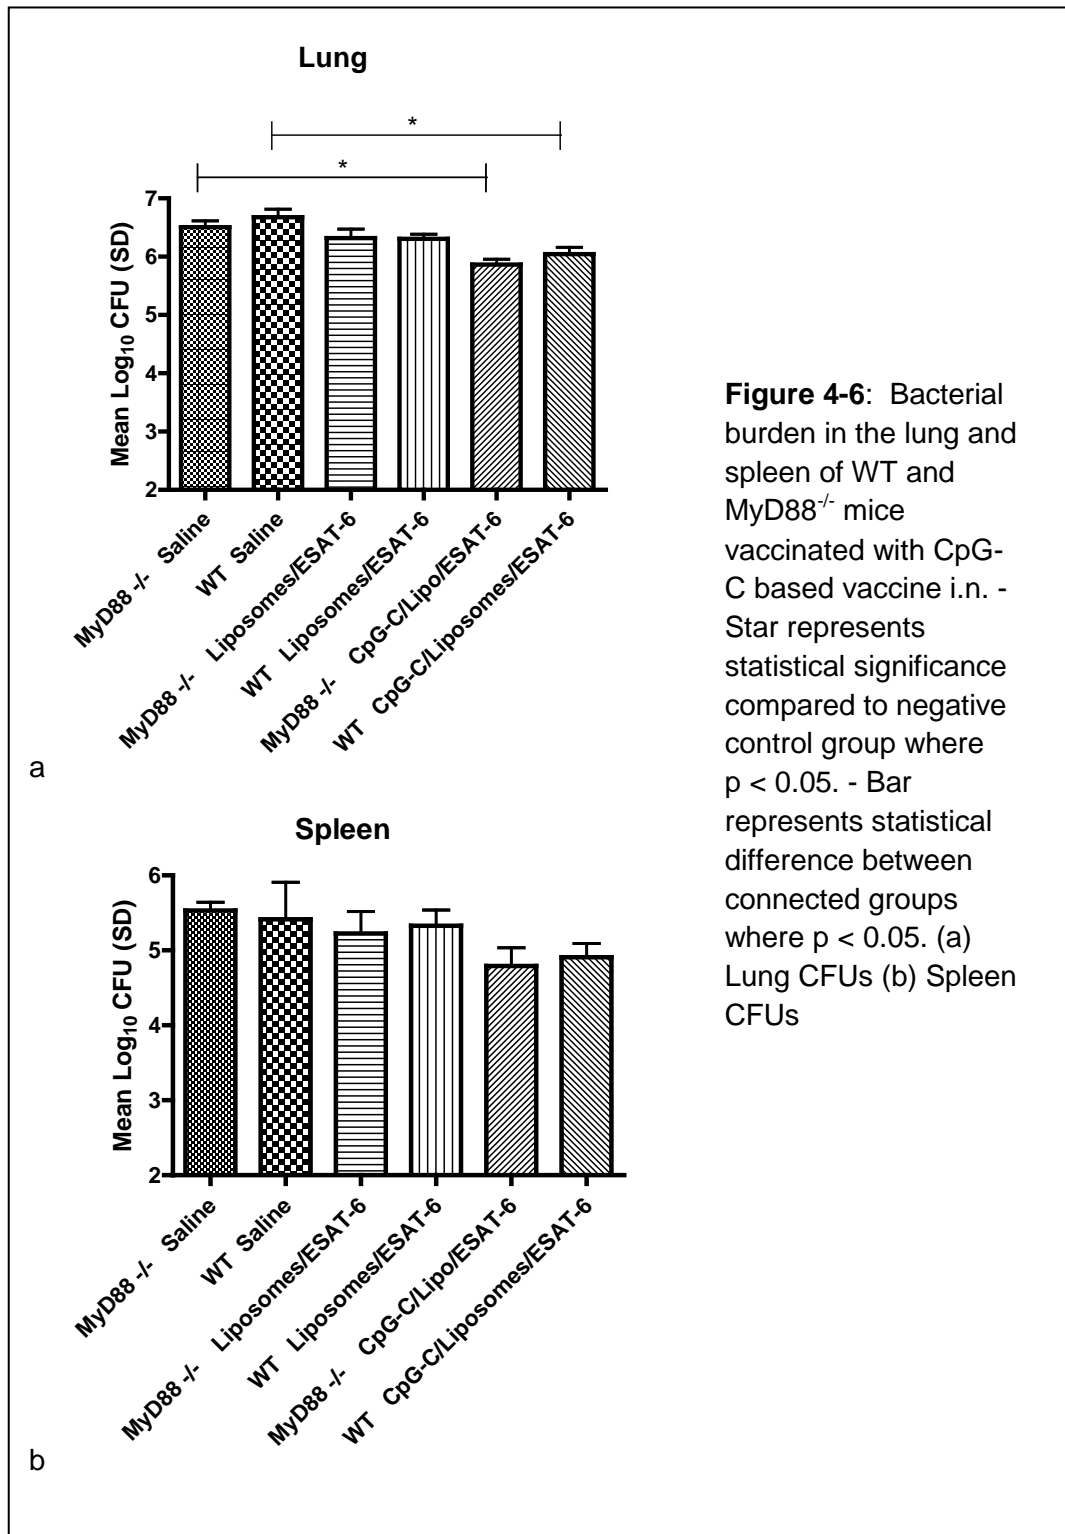 Lung
*
*
Mean Log10 CFU (SD)
7
6
5
4
3
2
MyD88 -/- Saline
WT Saline
MyD88 -/- Liposomes/ESAT-6
WT Liposomes/ESAT-6
MyD88 -/- CpG-C/Lipo/ESAT-6
WT CpG-C/Liposomes/ESAT-6
a
Spleen
Mean Log10 CFU (SD)
6
5
4
3
2
MyD88 -/- Saline
WT Saline
MyD88 -/- Liposomes/ESAT-6
WT Liposomes/ESAT-6
MyD88 -/- CpG-C/Lipo/ESAT-6
WT CpG-C/Liposomes/ESAT-6
b
Figure 4-6: Bacterial
burden in the lung and
spleen of WT and
MyD88-/- mice
vaccinated with CpG-
C based vaccine i.n. -
Star represents
statistical significance
compared to negative
control group where
p < 0.05. - Bar
represents statistical
difference between
connected groups
where p < 0.05. (a)
Lung CFUs (b) Spleen
CFUs